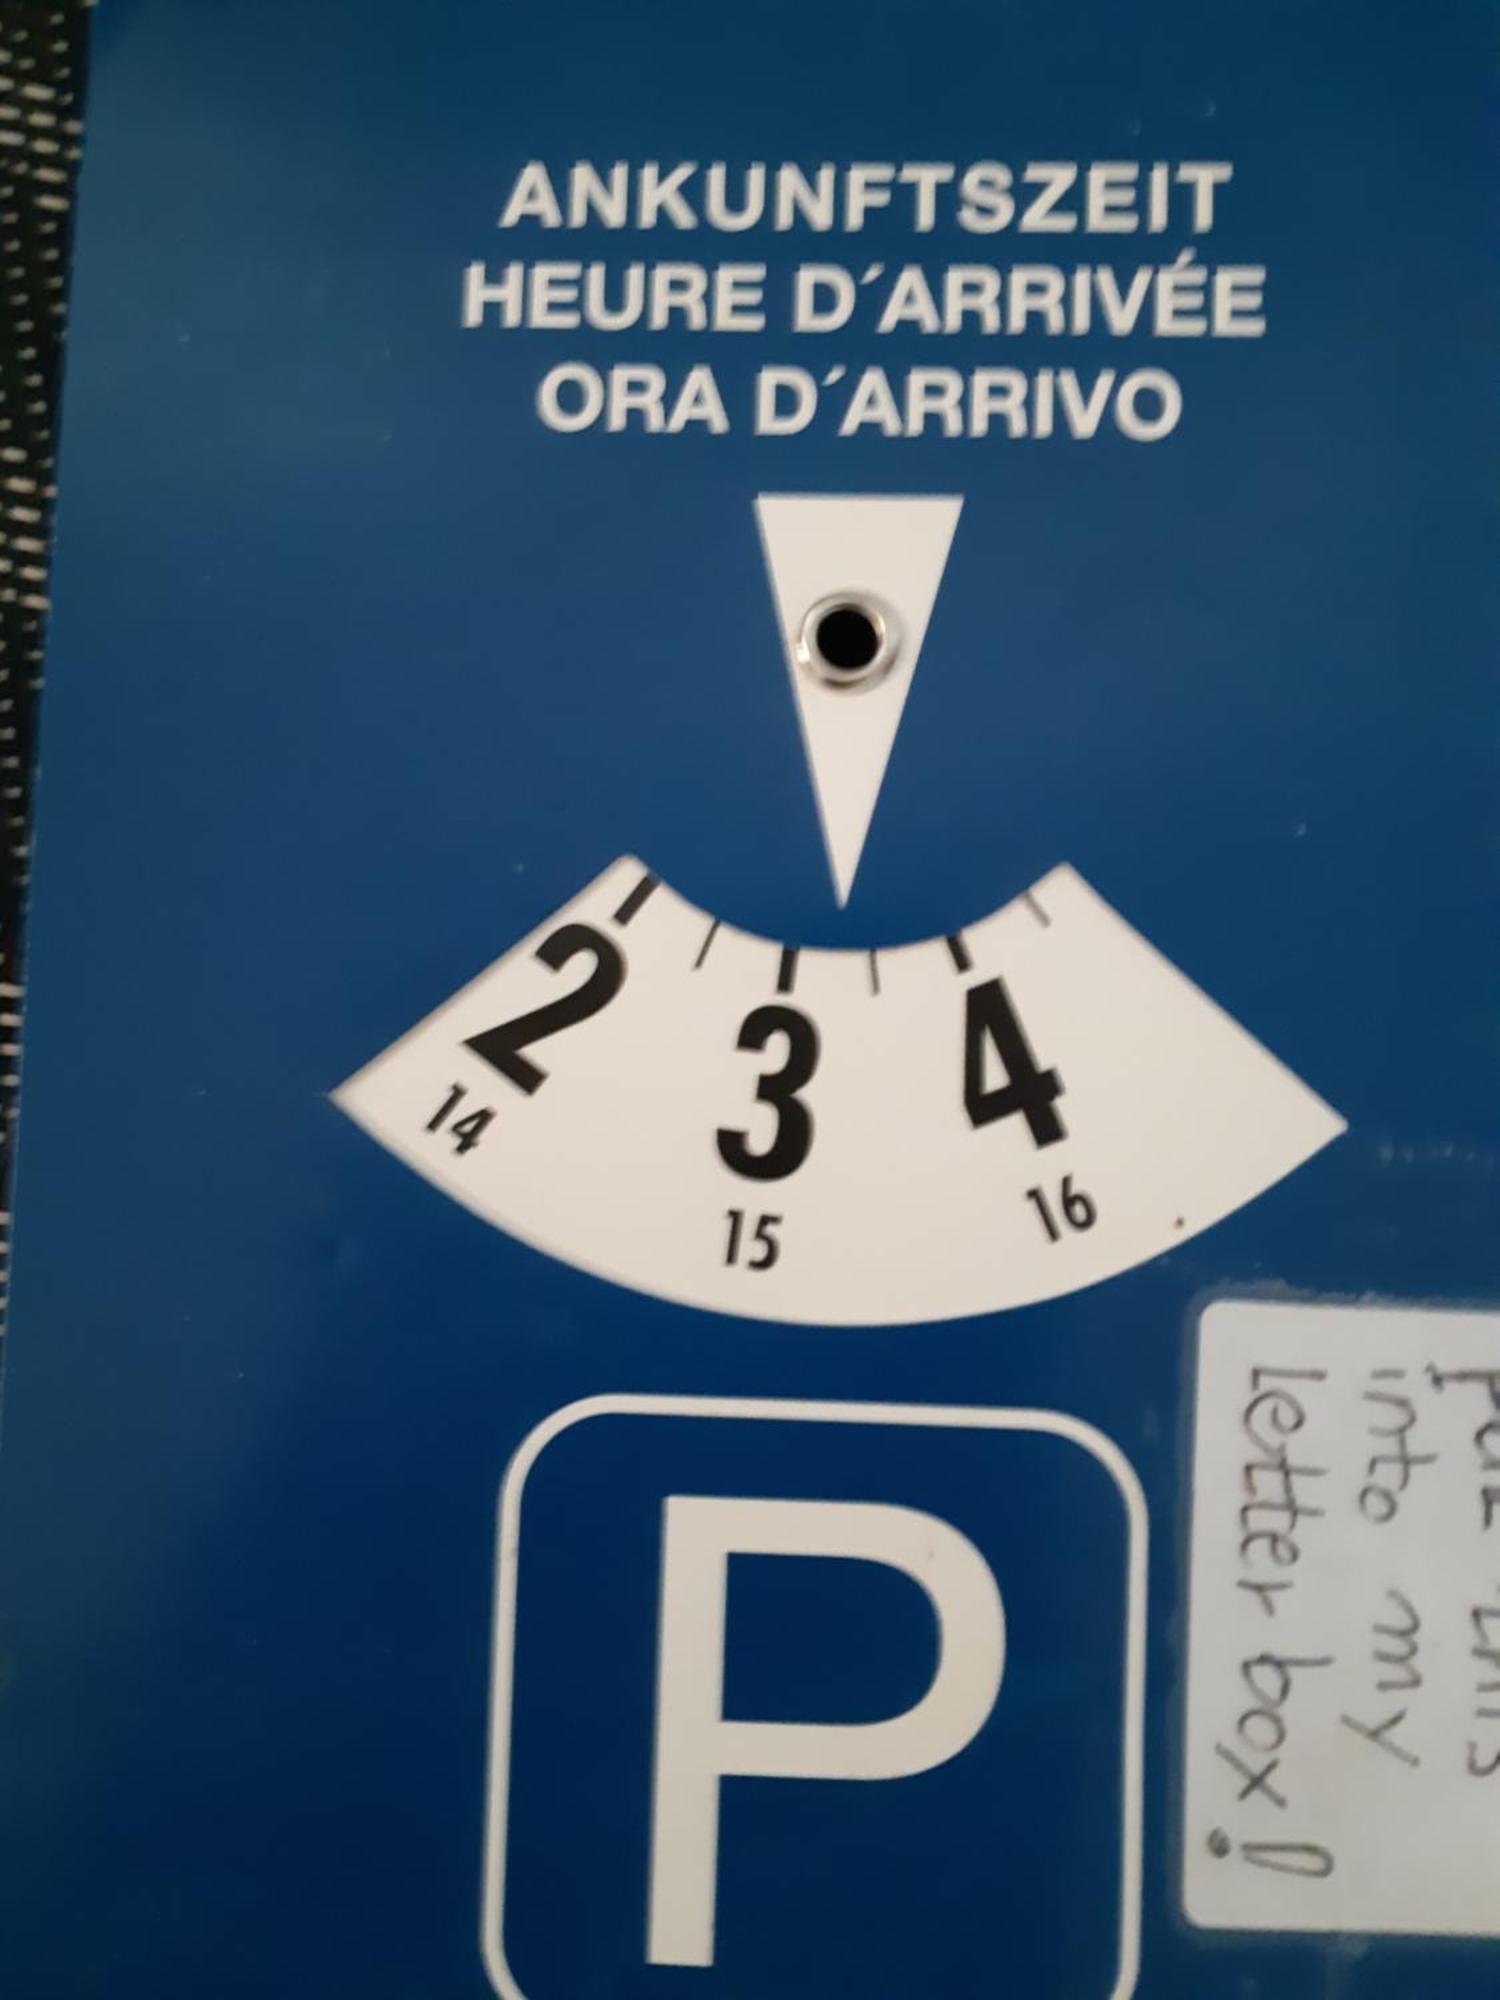 ANKUNFTSZEIT
HEURE D´ARRIVÉE
ORA D´ARRIVO
2 3 4
14 15 16
P
into my
letter box!